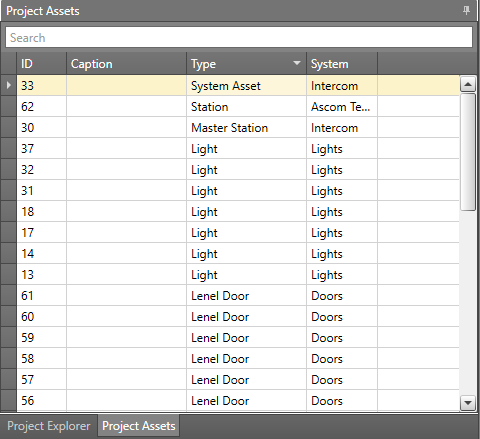 Project Assets
Search
ID Caption Type System
33 System Asset Intercom
62 Station Ascom Te...
30 Master Station Intercom
37 Light Lights
32 Light Lights
31 Light Lights
18 Light Lights
17 Light Lights
14 Light Lights
13 Light Lights
61 Lenel Door Doors
60 Lenel Door Doors
59 Lenel Door Doors
58 Lenel Door Doors
57 Lenel Door Doors
56 Lenel Door Doors
Project Explorer Project Assets